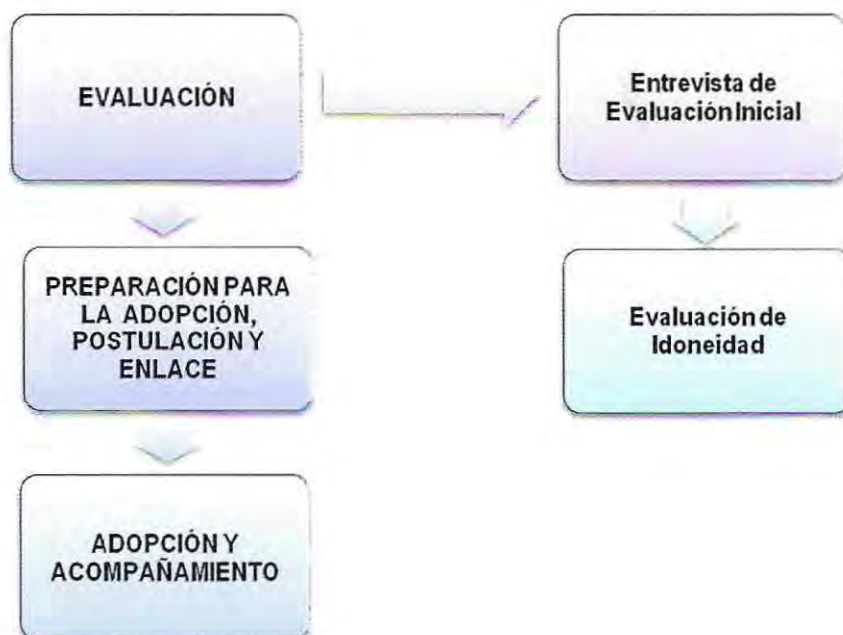 EVALUACIÓN
Entrevista de
Evaluación Inicial
PREPARACIÓN PARA
LA ADOPCIÓN,
POSTULACIÓN Y
ENLACE
Evaluación de
Idoneidad
ADOPCIÓN Y
ACOMPAÑAMIENTO